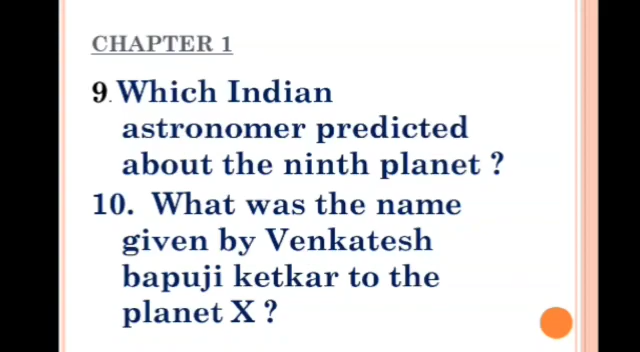 CHAPTER 1
9.Which Indian
astronomer predicted
about the ninth planet ?
10. What was the name
given by Venkatesh
bapuji ketkar to the
planet X ?